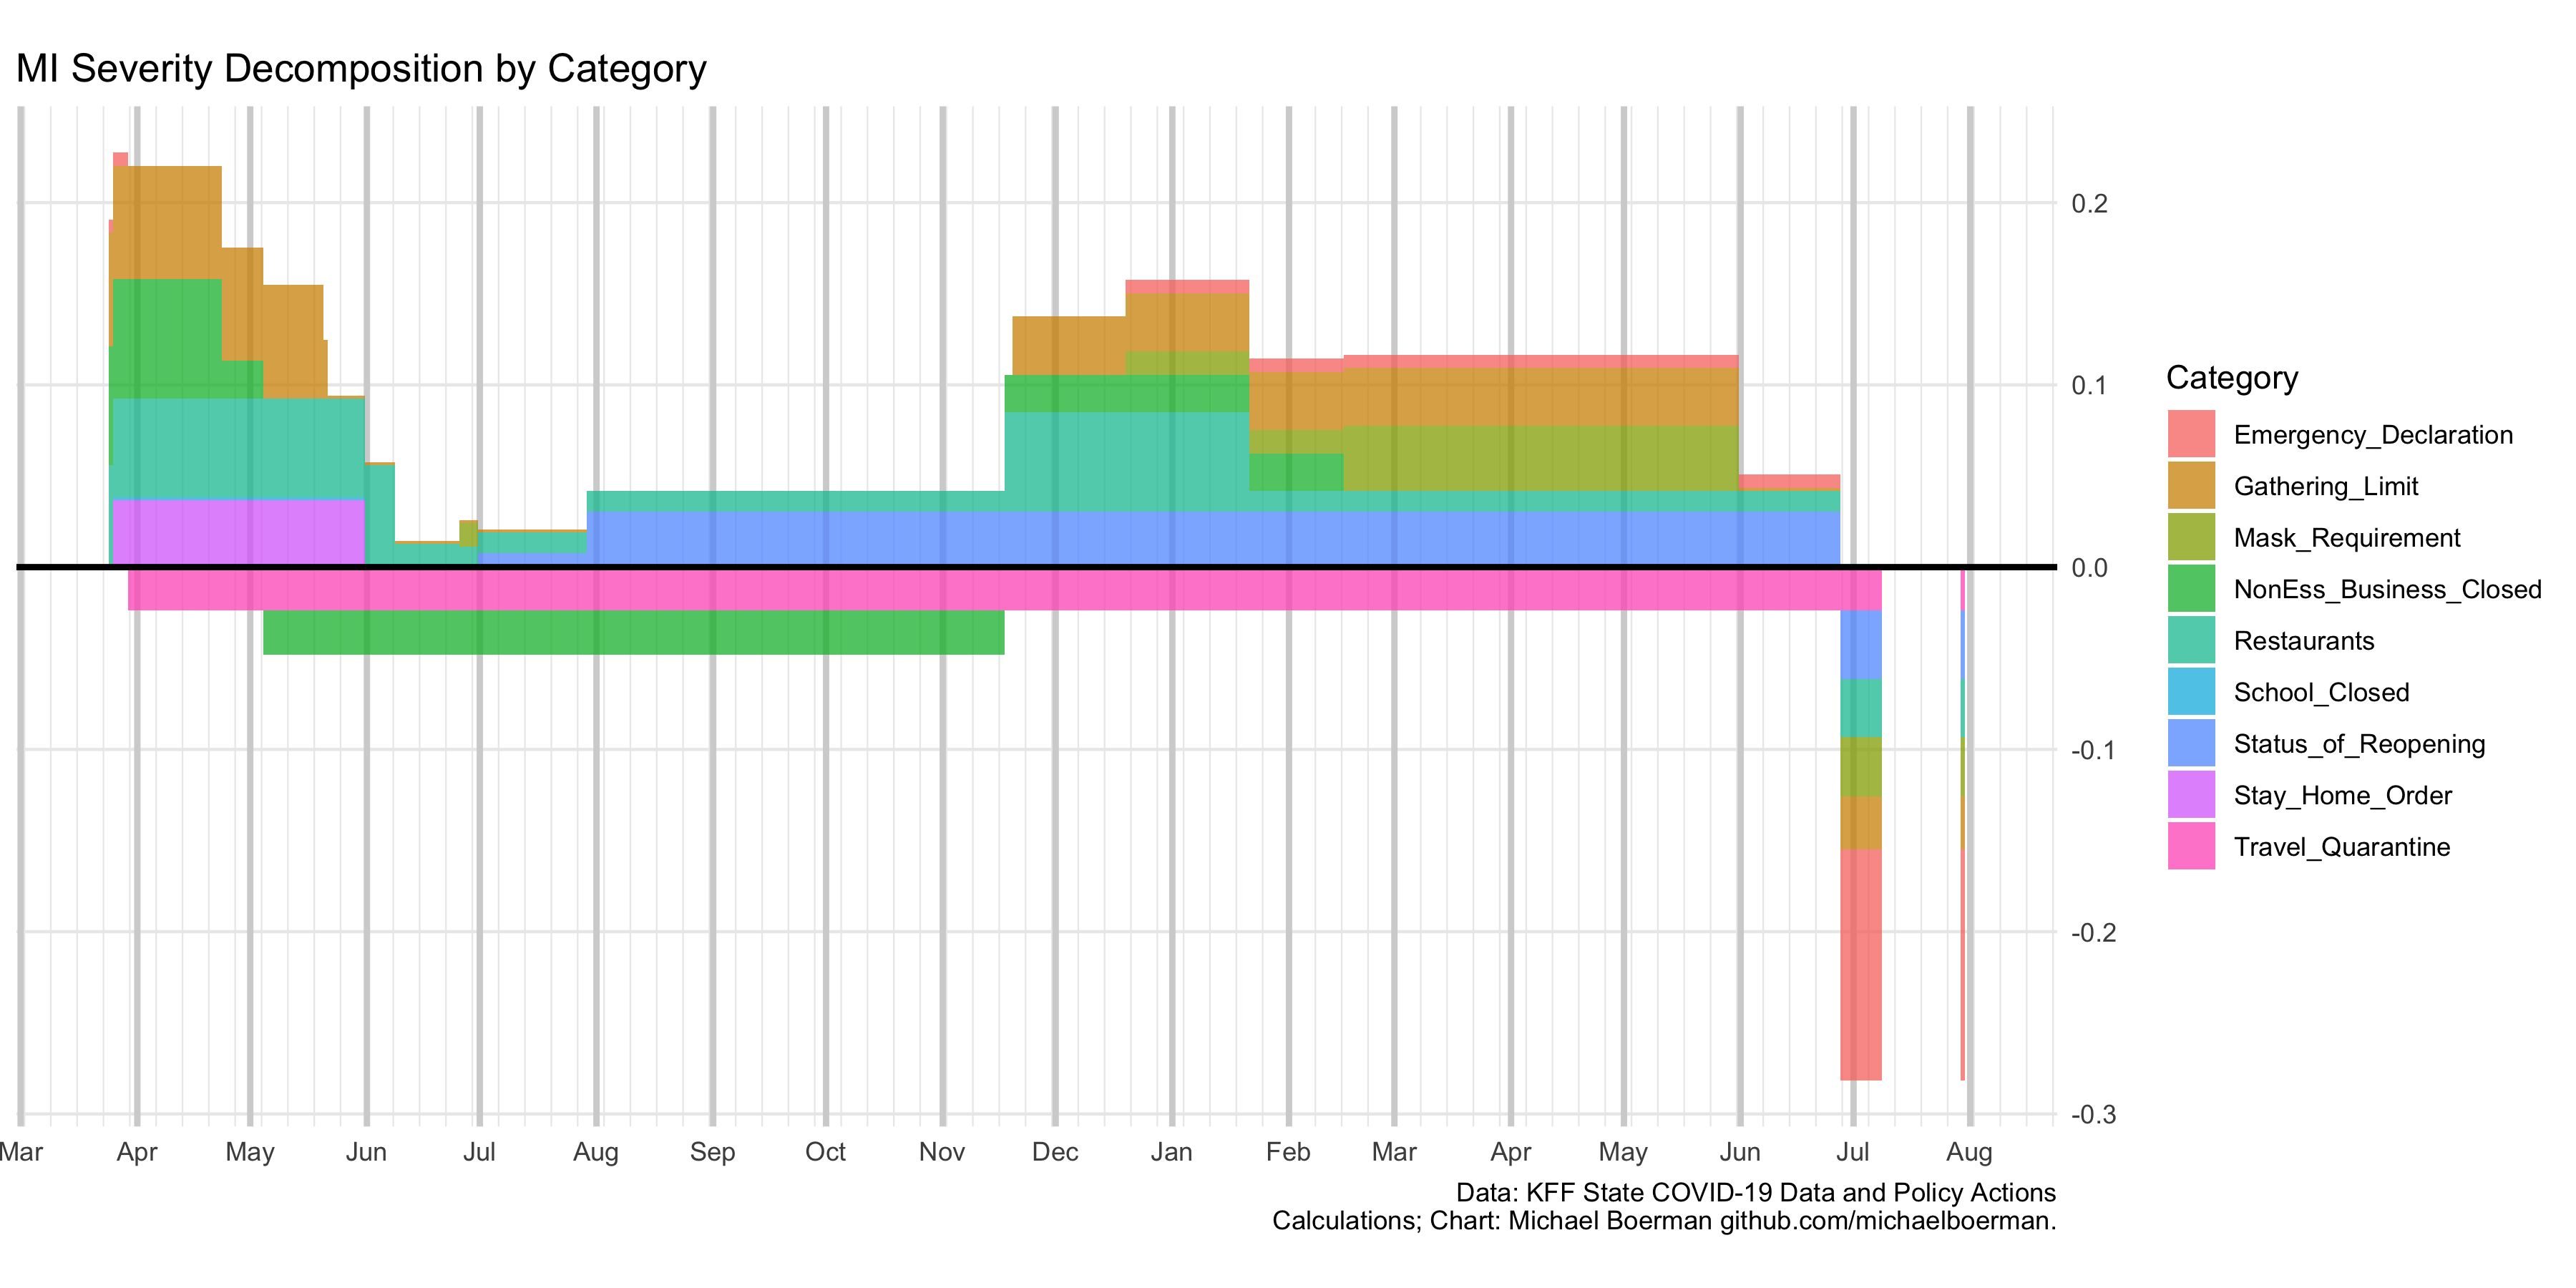 MI Severity Decomposition by Category
0.2
0.1
0.0
-0.1
-0.2
-0.3
Mar Apr May Jun Jul Aug Sep Oct Nov Dec Jan Feb Mar Apr May Jun Jul Aug
Category
Emergency_Declaration
Gathering_Limit
Mask_Requirement
NonEss_Business_Closed
Restaurants
School_Closed
Status_of_Reopening
Stay_Home_Order
Travel_Quarantine
Data: KFF State COVID-19 Data and Policy Actions
Calculations; Chart: Michael Boerman github.com/michaelboerman.